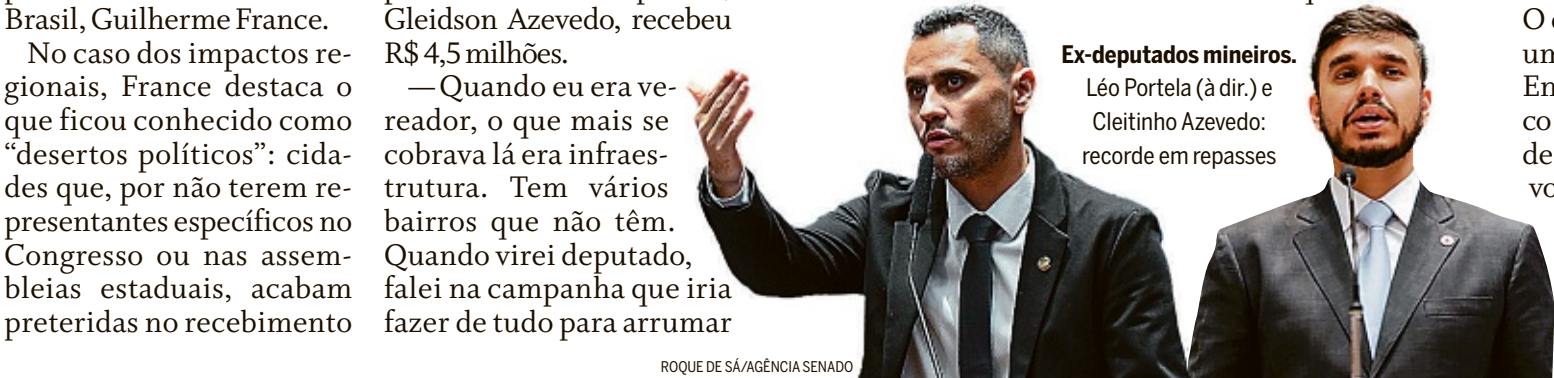 Brasil, Guilherme France.
No caso dos impactos re-
gionais, France destaca o
que ficou conhecido como
“desertos políticos”: cida-
des que, por não terem re-
presentantes específicos no
Congresso ou nas assem-
bleias estaduais, acabam
preteridas no recebimento
Gleidson Azevedo, recebeu
R$ 4,5 milhões.
—Quando eu era ve-
reador, o que mais se
cobrava lá era infraes-
trutura. Tem vários
bairros que não têm.
Quando virei deputado,
falei na campanha que iria
fazer de tudo para arrumar
ROQUE DE SÁ/AGÊNCIA SENADO
Ex-deputados mineiros.
Léo Portela (à dir.) e
Cleitinho Azevedo:
recorde em repasses
O
co
de
vo